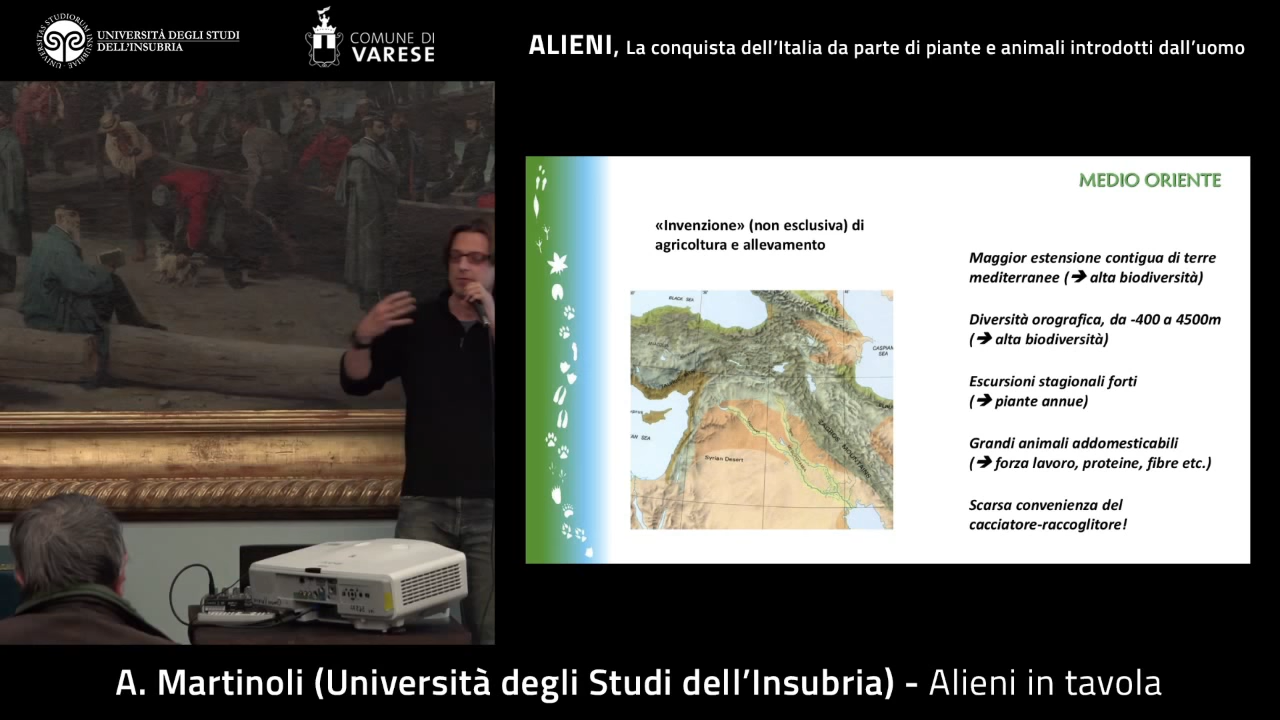 UNIVERSITÀ DEGLI STUDI
DELL'INSUBRIA
COMUNE DI
VARESE
ALIENI, La conquista dell'Italia da parte di piante e animali introdotti dall'uomo
MEDIO ORIENTE
«Invenzione» (non esclusiva) di
agricoltura e allevamento
Maggior estensione contigua di terre
mediterranee (➔ alta biodiversità)
Diversità orografica, da -400 a 4500m
(➔ alta biodiversità)
Escursioni stagionali forti
(➔ piante annue)
Grandi animali addomesticabili
(➔ forza lavoro, proteine, fibre etc.)
Scarsa convenienza del
cacciatore-raccoglitore!
BLACK SEA
CASPIAN
SEA
AN SEA
Syrian Desert
A. Martinoli (Università degli Studi dell'Insubria) - Alieni in tavola